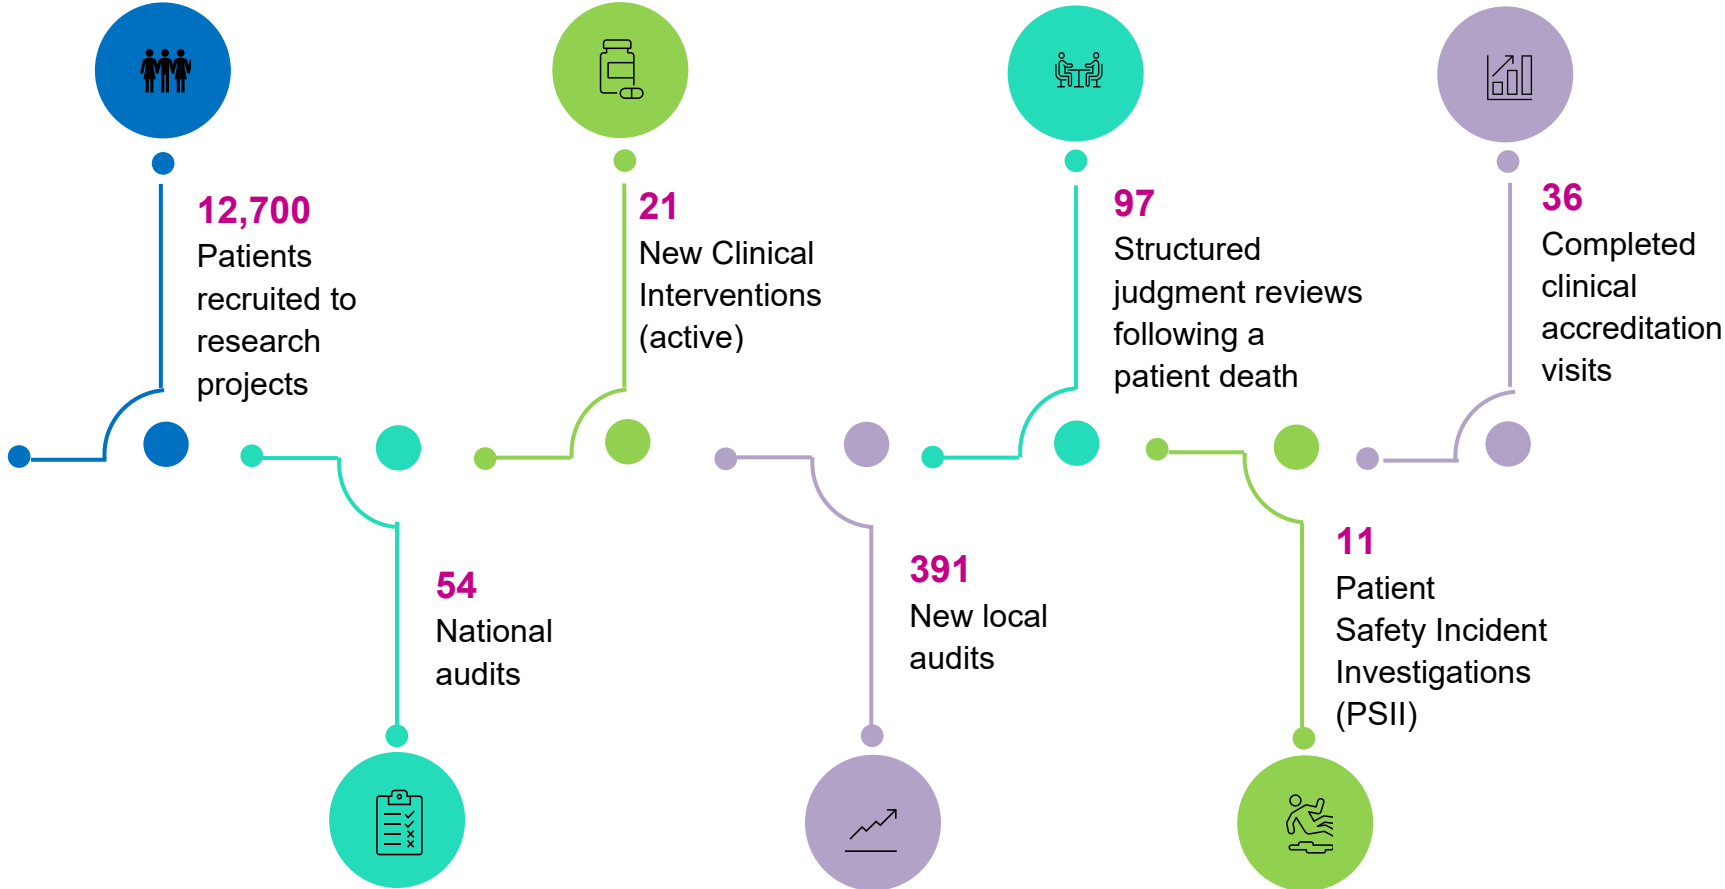 12,700
Patients
recruited to
research
projects
54
National
audits
21
New Clinical
Interventions
(active)
391
New local
audits
97
Structured
judgment reviews
following a
patient death
11
Patient
Safety Incident
Investigations
(PSII)
36
Completed
clinical
accreditation
visits